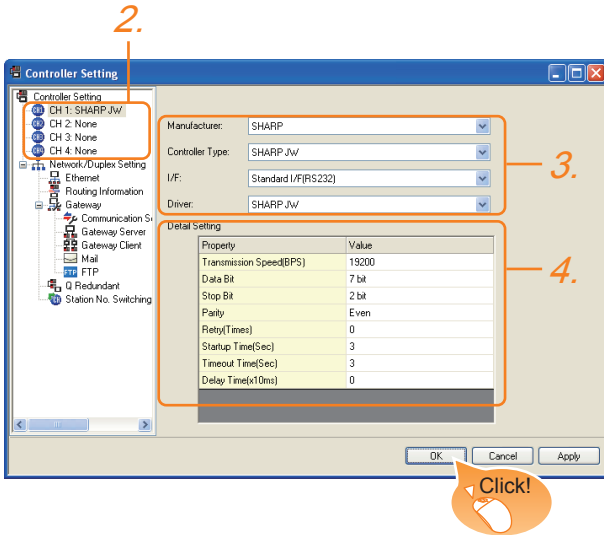 2.
Controller Setting
Controller Setting
CH 1: SHARP JW
CH 2: None
CH 3: None
CH 4: None
Network/Duplex Setting
Ethernet
Routing Information
Gateway
Communication S
Gateway Server
Gateway Client
Mail
FTP FTP
Q Redundant
Station No. Switching
Manufacturer: SHARP
Controller Type: SHARP JW
I/F: Standard I/F(RS232)
Driver: SHARP JW
3.
Detail Setting
Property Value
Transmission Speed(BPS) 19200
Data Bit 7 bit
Stop Bit 2 bit
Parity Even
Retry(Times) 0
Startup Time(Sec) 3
Timeout Time(Sec) 3
Delay Time(x10ms) 0
4.
OK Cancel Apply
Click!